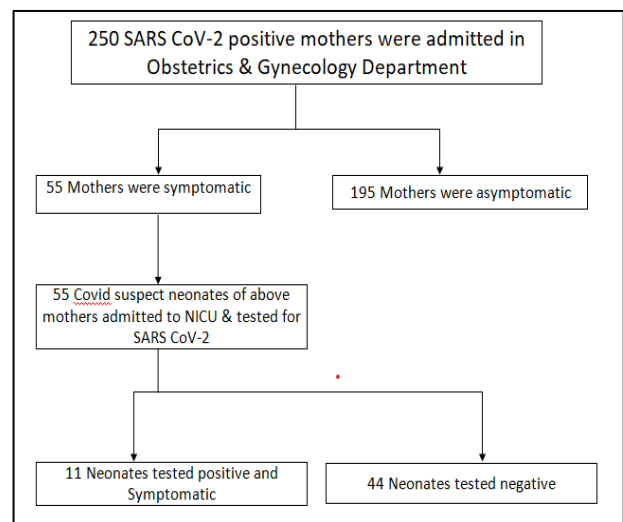 250 SARS CoV-2 positive mothers were admitted in
Obstetrics & Gynecology Department
55 Mothers were symptomatic
195 Mothers were asymptomatic
55 Covid suspect neonates of above
mothers admitted to NICU & tested for
SARS CoV-2
11 Neonates tested positive and
Symptomatic
44 Neonates tested negative